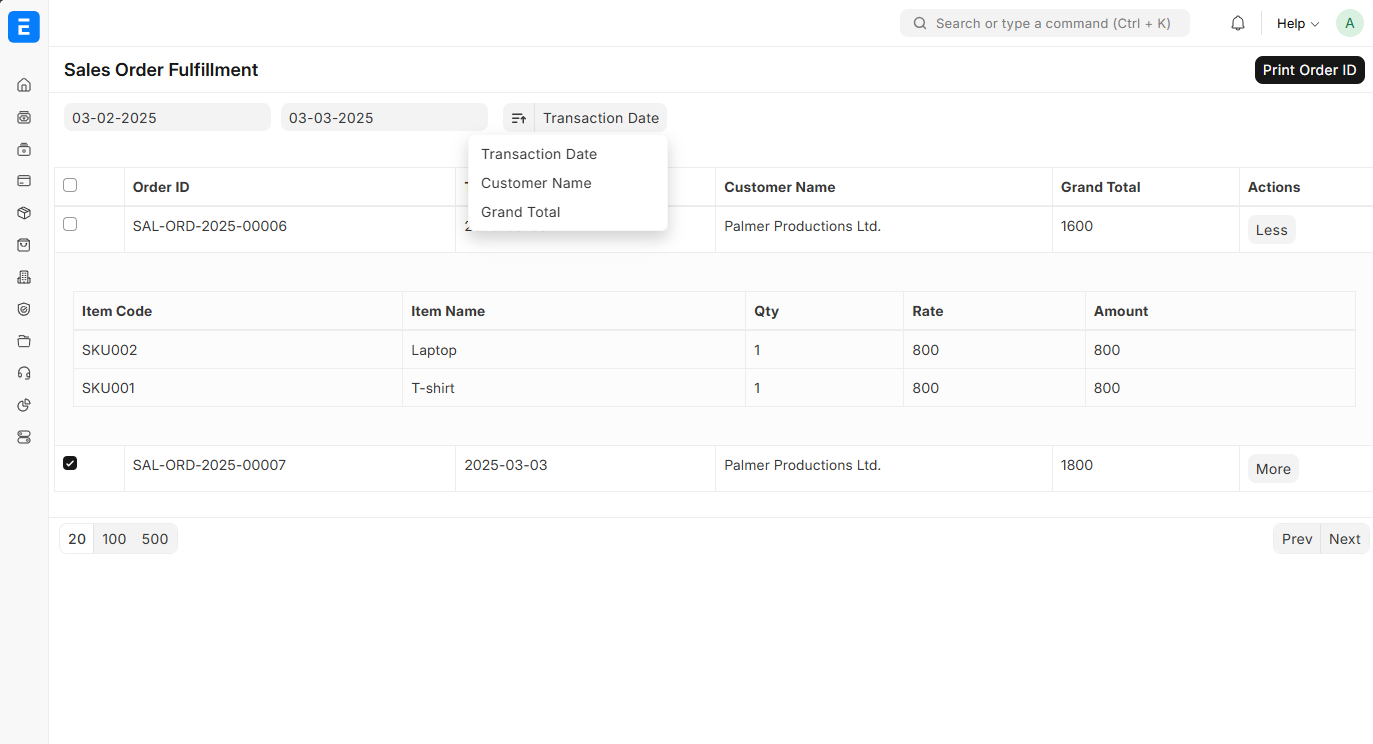 E
Search or type a command (Ctrl + K)
Help
A
Sales Order Fulfillment
Print Order ID
03-02-2025 03-03-2025 Transaction Date
Transaction Date
Customer Name
Grand Total
Order ID Customer Name Grand Total Actions
SAL-ORD-2025-00006 Palmer Productions Ltd. 1600 Less
Item Code Item Name Qty Rate Amount
SKU002 Laptop 1 800 800
SKU001 T-shirt 1 800 800
SAL-ORD-2025-00007 2025-03-03 Palmer Productions Ltd. 1800 More
20 100 500 Prev Next